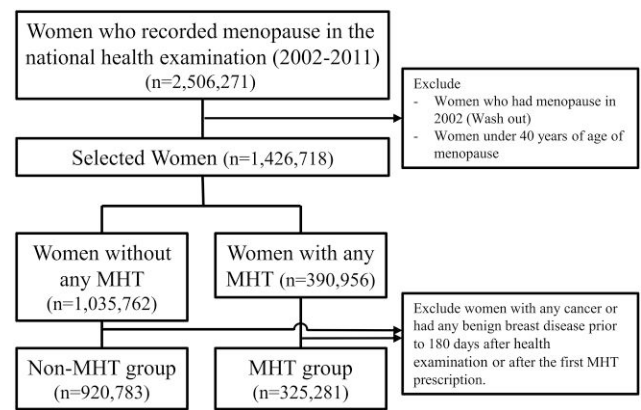 Women who recorded menopause in the
national health examination (2002-2011)
(n=2,506,271)
Exclude
- Women who had menopause in
2002 (Wash out)
- Women under 40 years of age of
menopause
Selected Women (n=1,426,718)
Women without
any MHT
(n=1,035,762)
Women with any
MHT (n=390,956)
Exclude women with any cancer or
had any benign breast disease prior
to 180 days after health
examination or after the first MHT
prescription.
Non-MHT group
(n=920,783)
MHT group
(n=325,281)